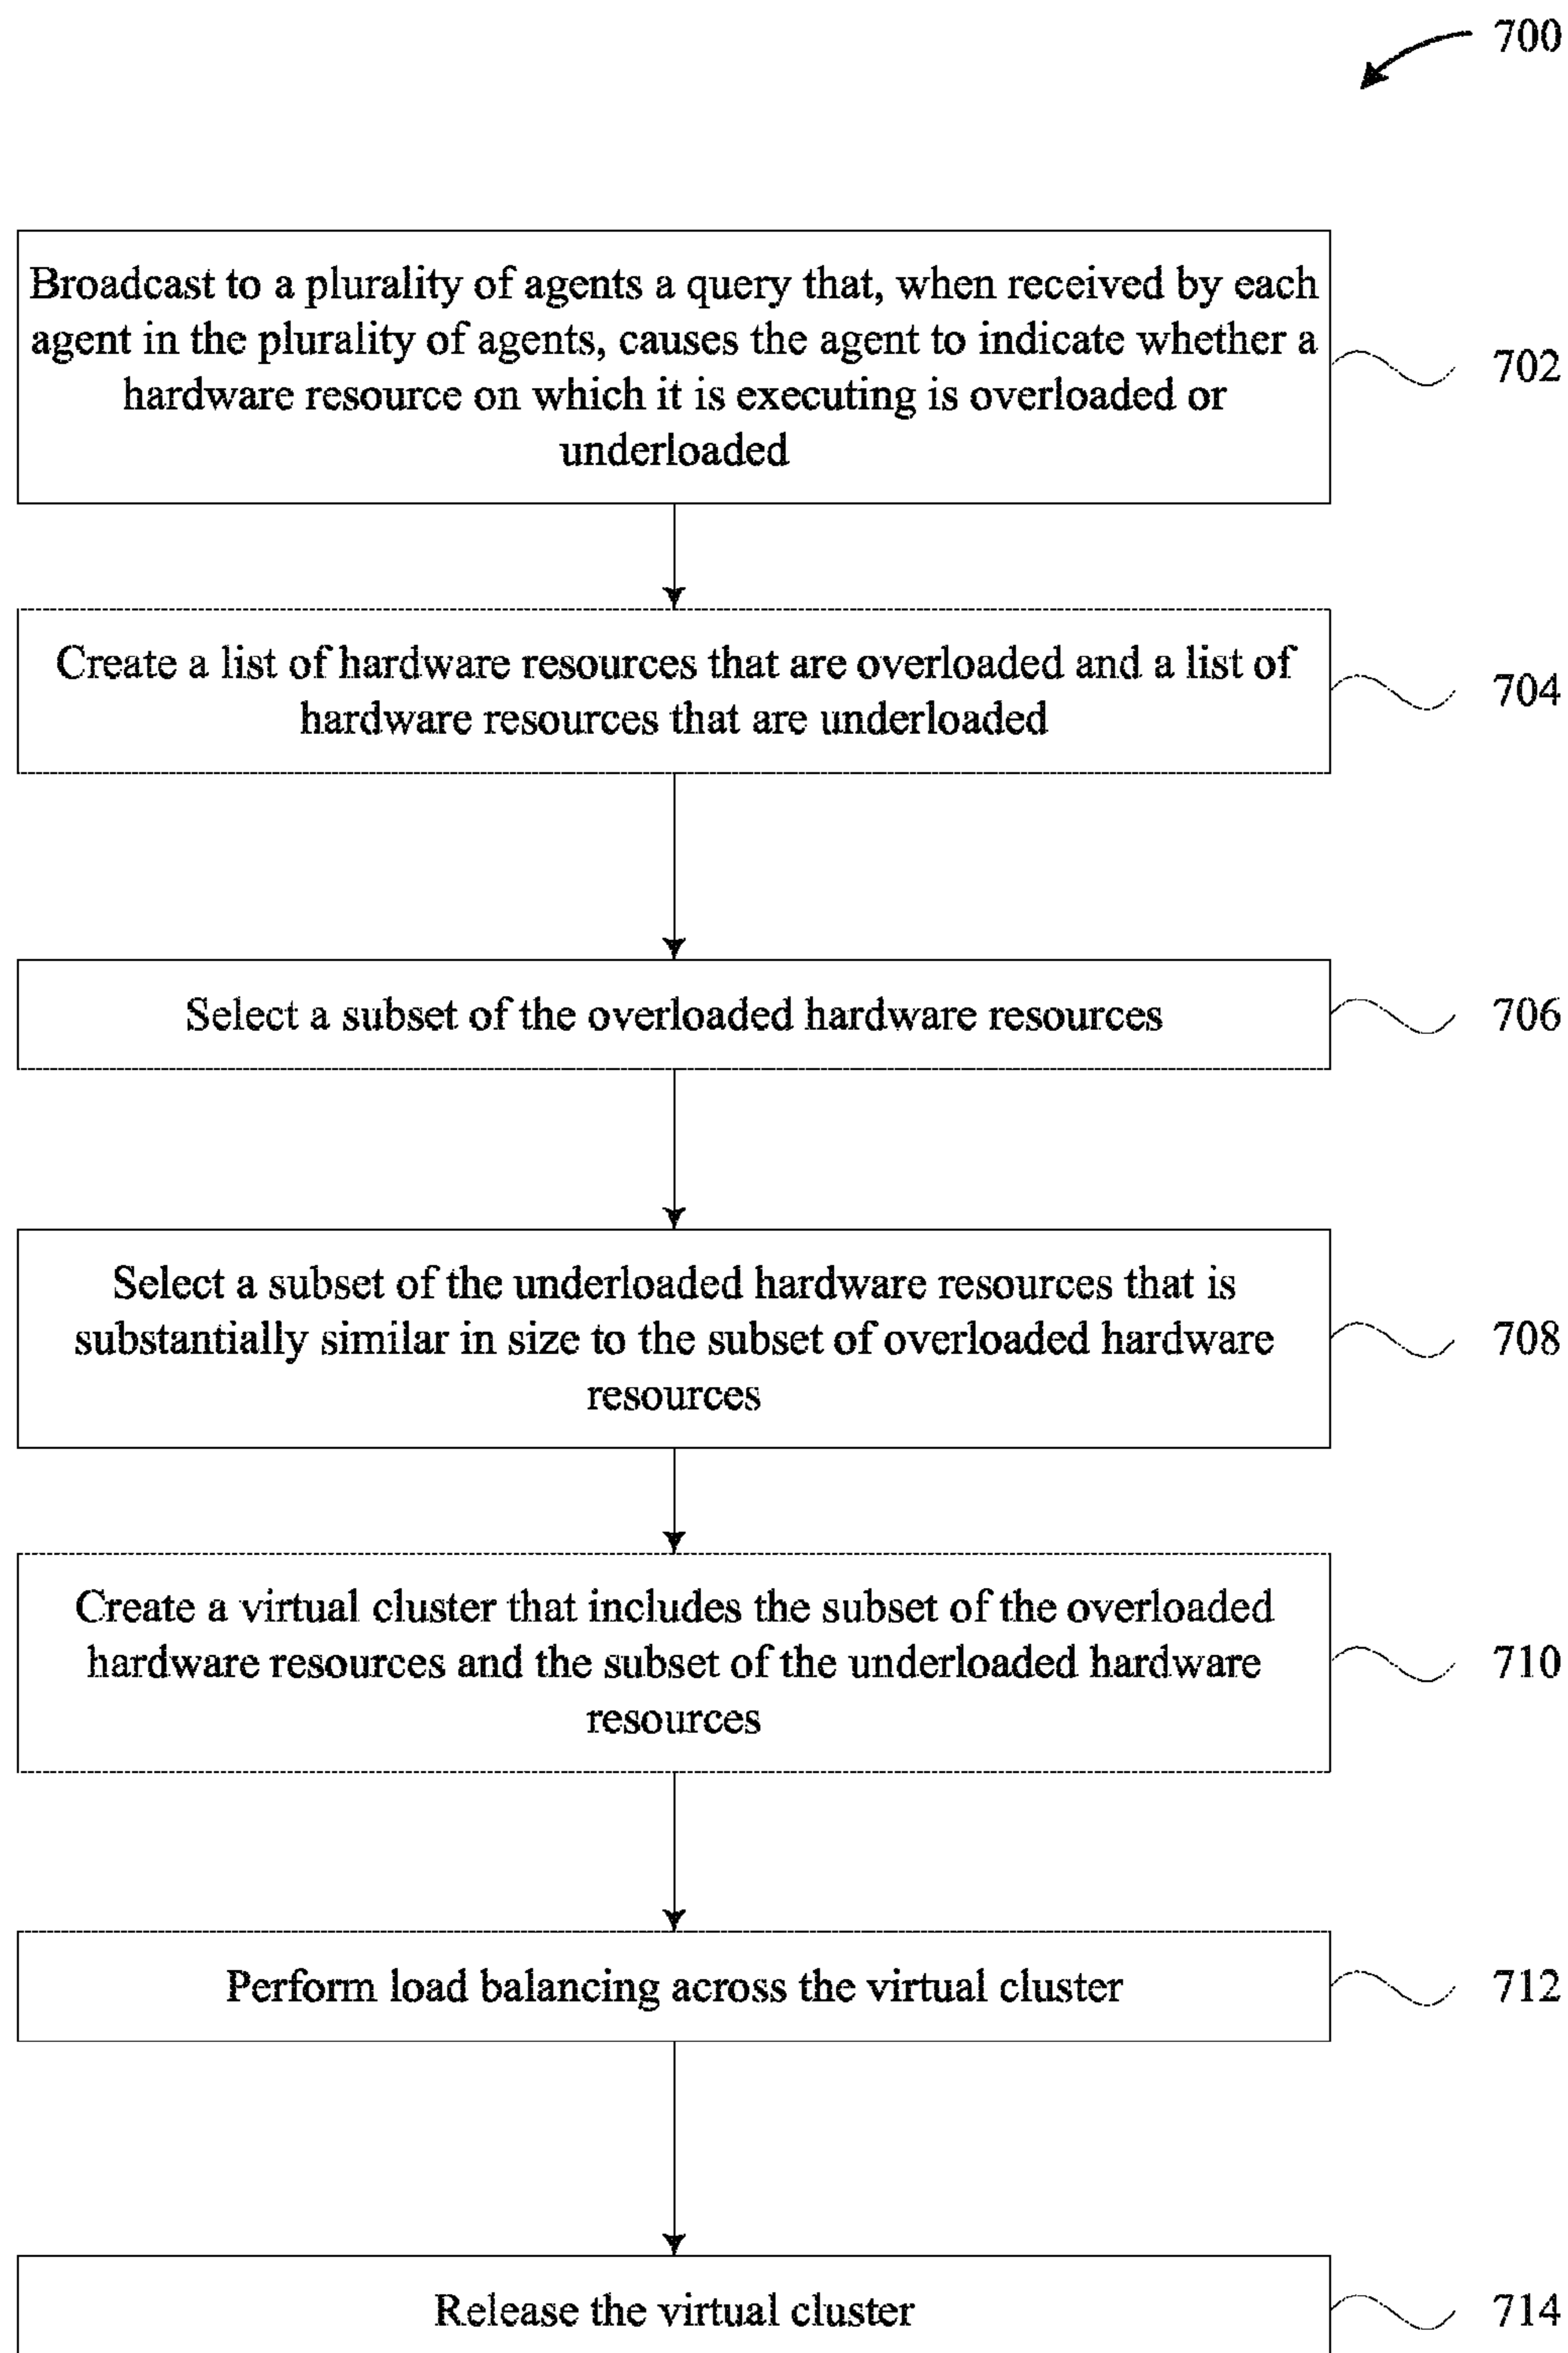 700
Broadcast to a plurality of agents a query that, when received by each
agent in the plurality of agents, causes the agent to indicate whether a
hardware resource on which it is executing is overloaded or
underloaded
702
Create a list of hardware resources that are overloaded and a list of
hardware resources that are underloaded
704
Select a subset of the overloaded hardware resources
706
Select a subset of the underloaded hardware resources that is
substantially similar in size to the subset of overloaded hardware
resources
708
Create a virtual cluster that includes the subset of the overloaded
hardware resources and the subset of the underloaded hardware
resources
710
Perform load balancing across the virtual cluster
712
Release the virtual cluster
714